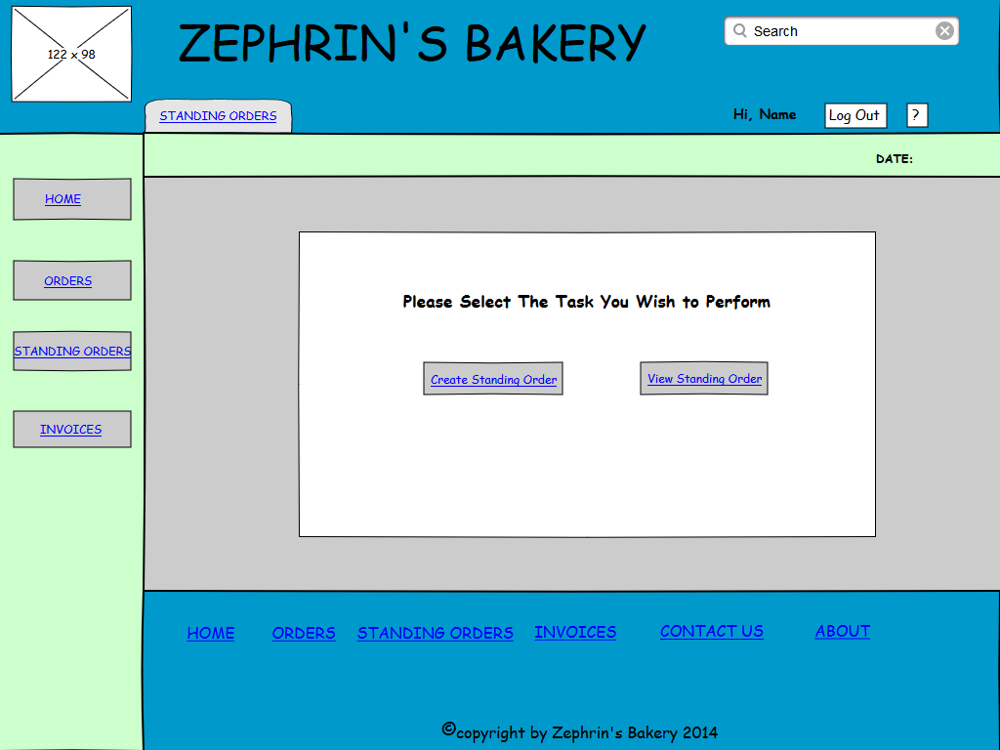 122 x 98
ZEPHRIN'S BAKERY
Search
STANDING ORDERS
Hi, Name
Log Out
?
DATE:
HOME
ORDERS
STANDING ORDERS
INVOICES
Please Select The Task You Wish to Perform
Create Standing Order
View Standing Order
HOME ORDERS STANDING ORDERS INVOICES CONTACT US ABOUT
©copyright by Zephrin's Bakery 2014